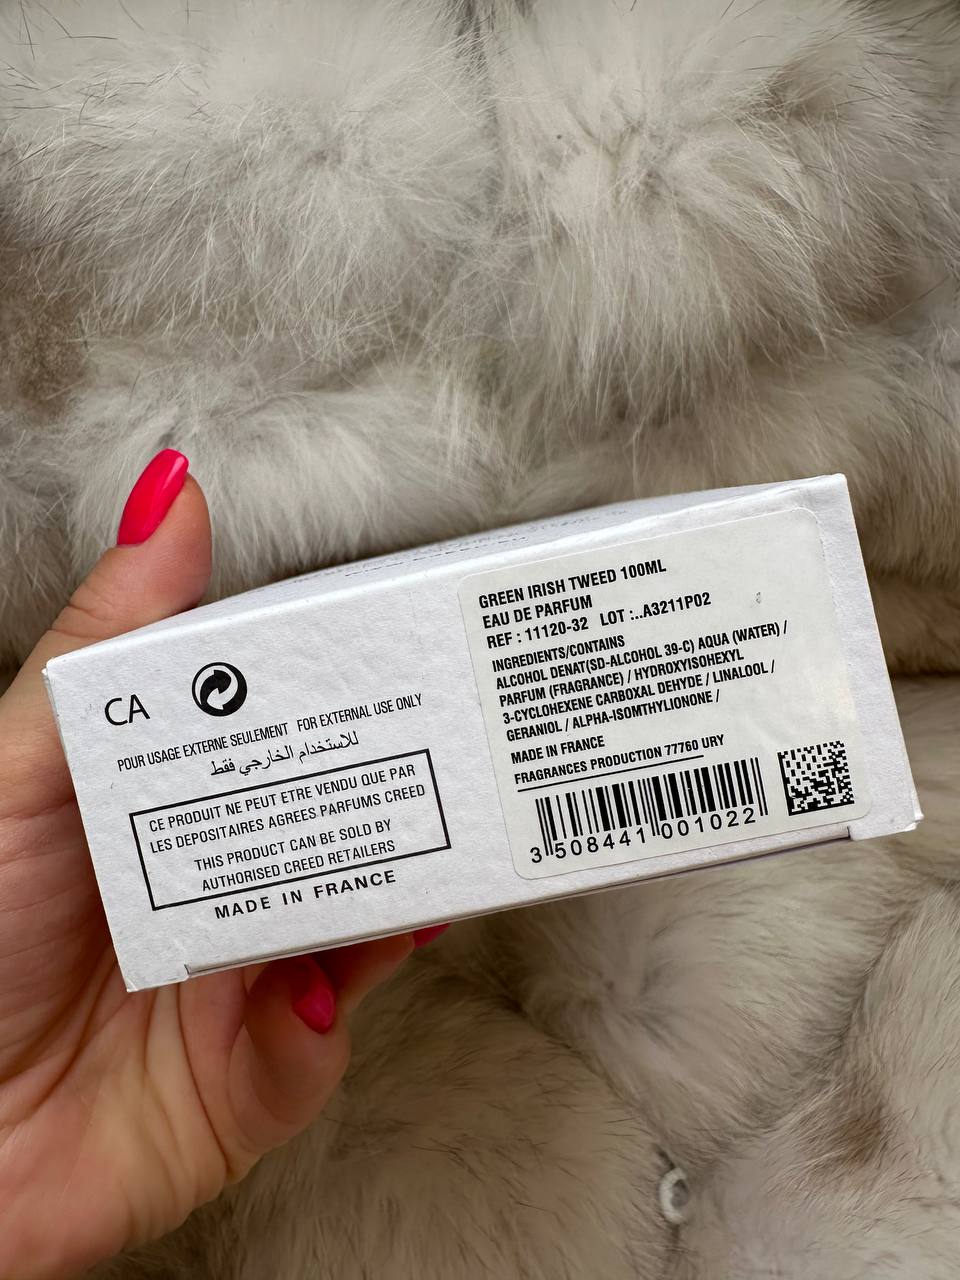 CA
POUR USAGE EXTERNE SEULEMENT FOR EXTERNAL USE ONLY
للاستخدام الخارجي فقط
CE PRODUIT NE PEUT ETRE VENDU QUE PAR
LES DEPOSITAIRES AGREES PARFUMS CREED
THIS PRODUCT CAN BE SOLD BY
AUTHORISED CREED RETAILERS
MADE IN FRANCE
GREEN IRISH TWEED 100ML
EAU DE PARFUM
REF : 11120-32 LOT :..A3211P02
INGREDIENTS/CONTAINS
ALCOHOL DENAT(SD-ALCOHOL 39-C) AQUA (WATER) /
PARFUM (FRAGRANCE) / HYDROXYISOHEXYL
3-CYCLOHEXENE CARBOXAL DEHYDE / LINALOOL /
GERANIOL / ALPHA-ISOMTHYLIONONE /
MADE IN FRANCE
FRAGRANCES PRODUCTION 77760 URY
3 508441 001022